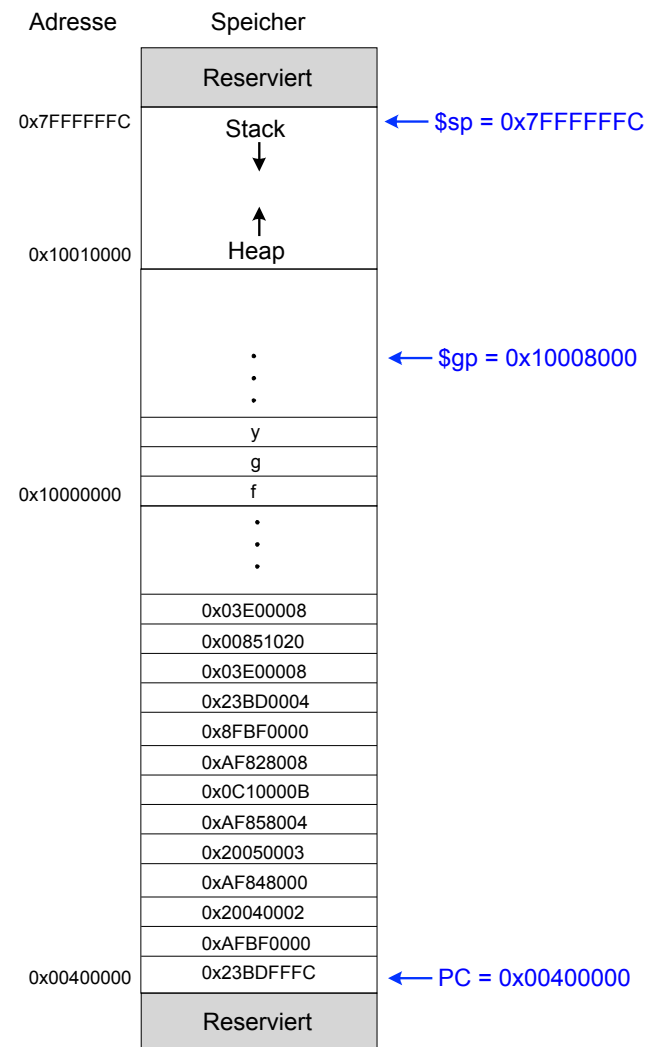 Adresse Speicher
Reserviert
0x7FFFFFFC Stack $sp = 0x7FFFFFFC
0x10010000 Heap
$gp = 0x10008000
y
g
0x10000000 f
0x03E00008
0x00851020
0x03E00008
0x23BD0004
0x8FBF0000
0xAF828008
0x0C10000B
0xAF858004
0x20050003
0xAF848000
0x20040002
0xAFBF0000
0x00400000 0x23BDFFFC PC = 0x00400000
Reserviert